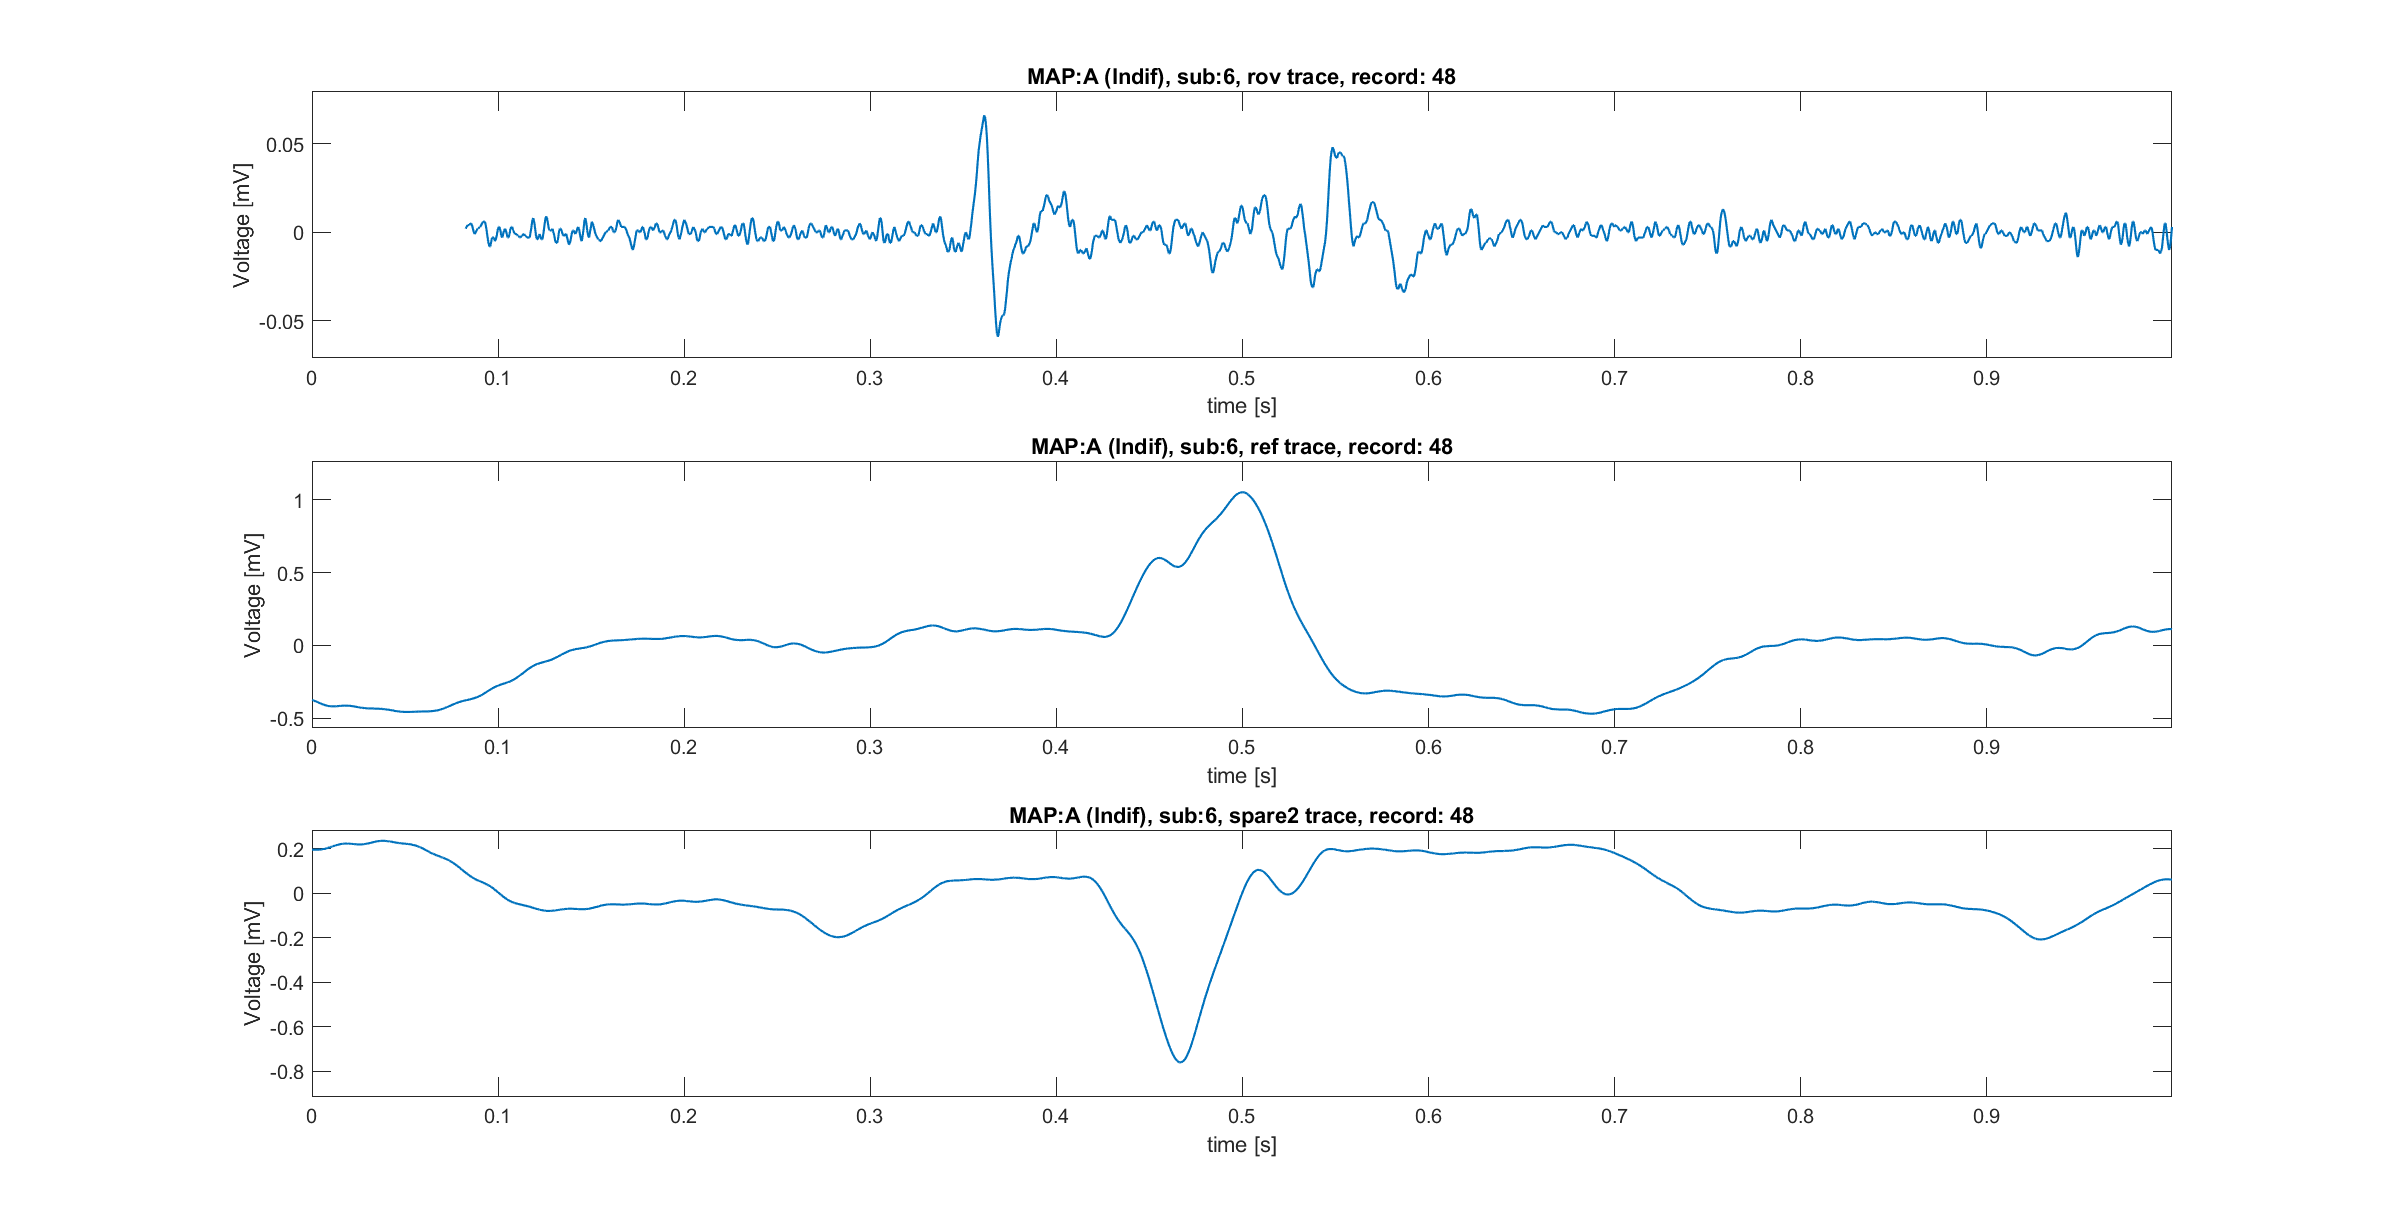 MAP:A (Indif), sub:6, rov trace, record: 48
Voltage [mV]
0.05
0
-0.05
0 0.1 0.2 0.3 0.4 0.5 0.6 0.7 0.8 0.9
time [s]
MAP:A (Indif), sub:6, ref trace, record: 48
Voltage [mV]
1
0.5
0
-0.5
0 0.1 0.2 0.3 0.4 0.5 0.6 0.7 0.8 0.9
time [s]
MAP:A (Indif), sub:6, spare2 trace, record: 48
Voltage [mV]
0.2
0
-0.2
-0.4
-0.6
-0.8
0 0.1 0.2 0.3 0.4 0.5 0.6 0.7 0.8 0.9
time [s]